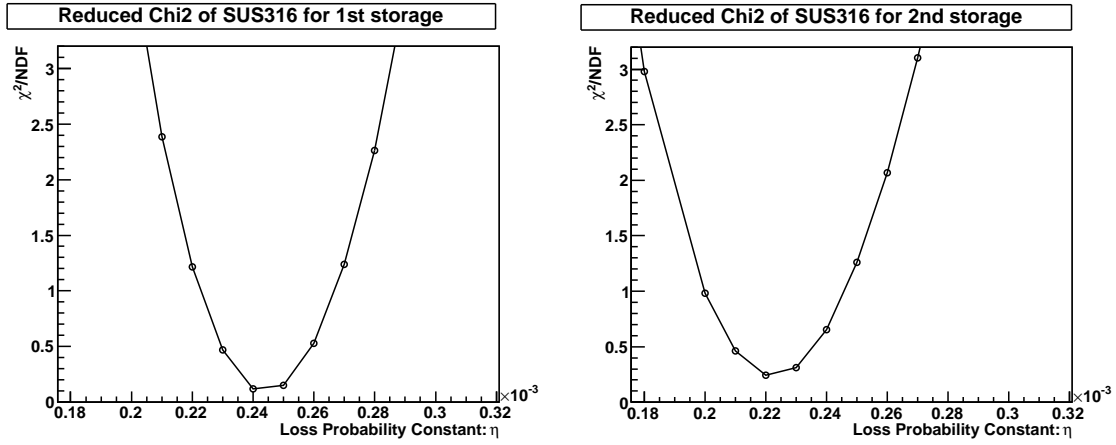 Reduced Chi2 of SUS316 for 1st storage
χ²/NDF
3
2.5
2
1.5
1
0.5
0
0.18 0.2 0.22 0.24 0.26 0.28 0.3 0.32
×10⁻³
Loss Probability Constant: η
Reduced Chi2 of SUS316 for 2nd storage
χ²/NDF
3
2.5
2
1.5
1
0.5
0
0.18 0.2 0.22 0.24 0.26 0.28 0.3 0.32
×10⁻³
Loss Probability Constant: η